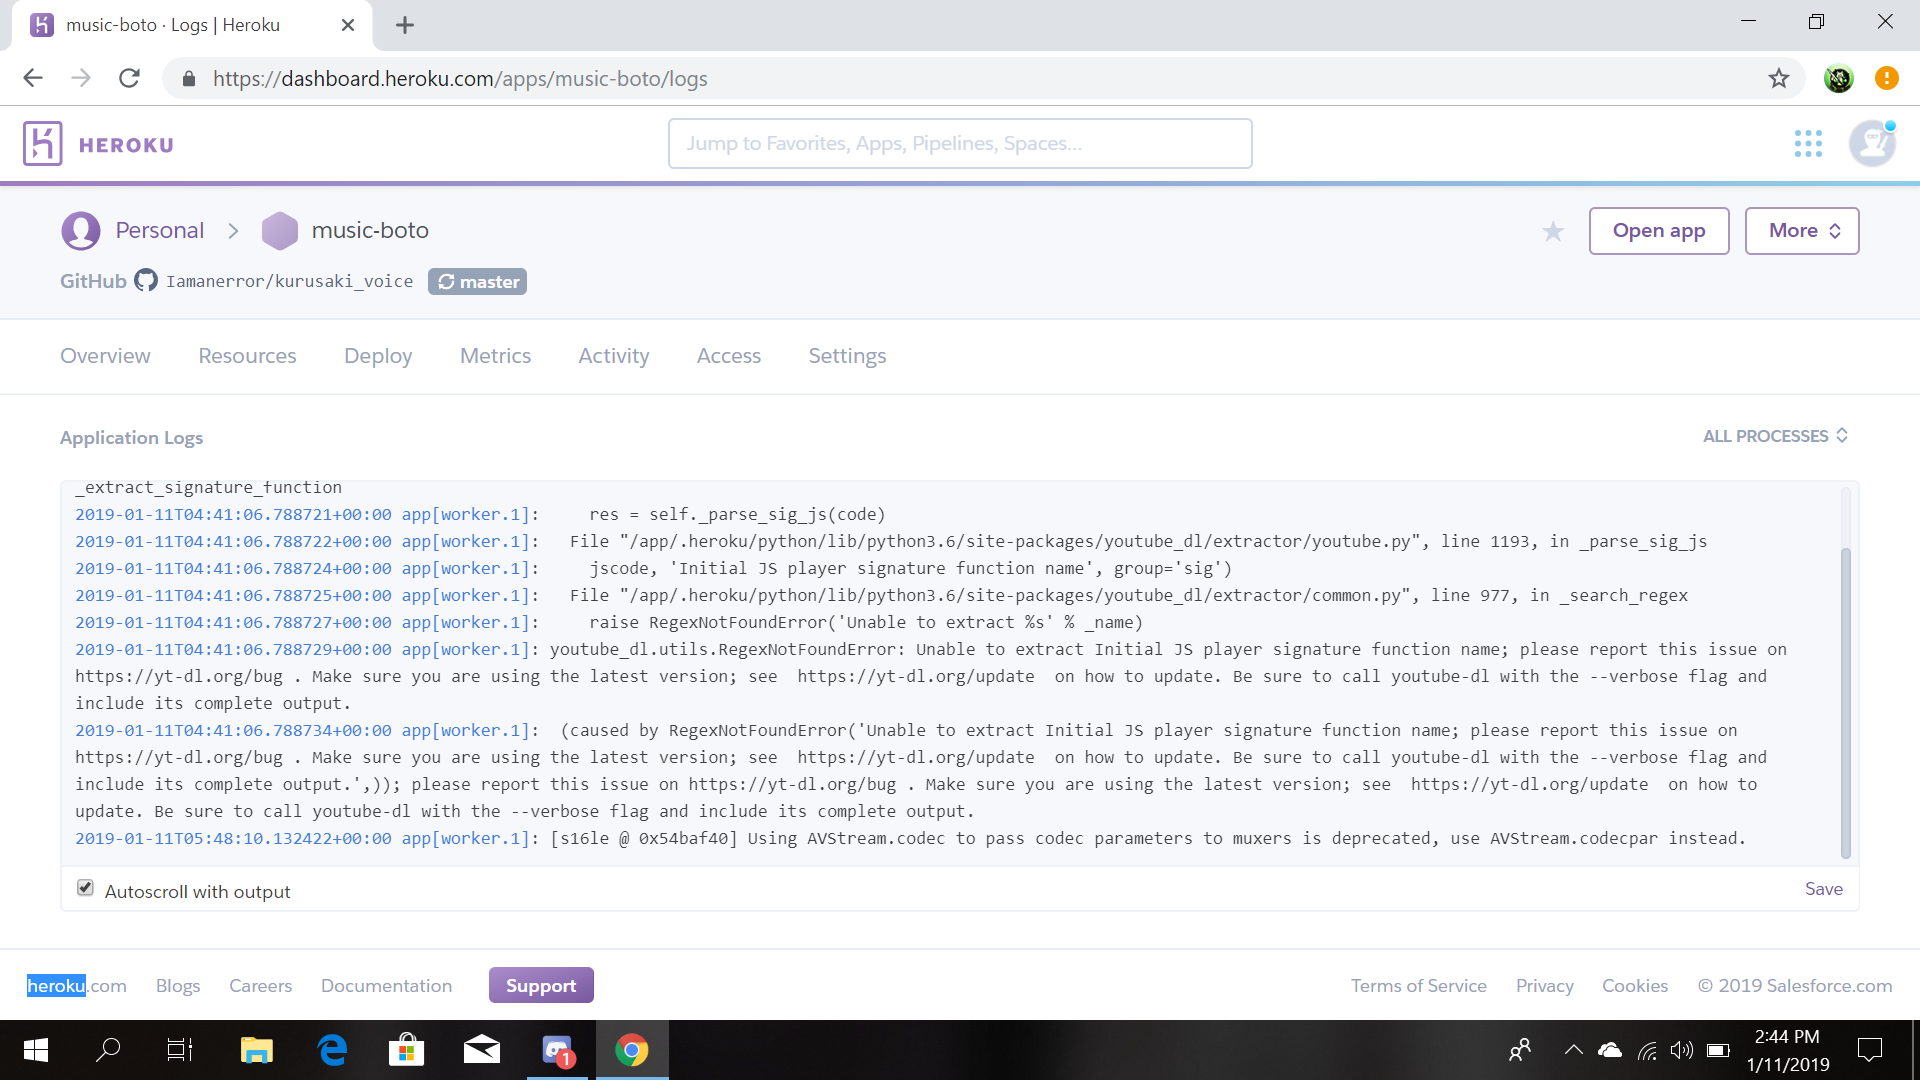 music-boto · Logs | Heroku
https://dashboard.heroku.com/apps/music-boto/logs
HEROKU
Jump to Favorites, Apps, Pipelines, Spaces...
Personal
music-boto
Open app
More
GitHub
Iamanerror/kurusaki_voice
master
Overview
Resources
Deploy
Metrics
Activity
Access
Settings
Application Logs
ALL PROCESSES
_extract_signature_function
2019-01-11T04:41:06.788721+00:00 app[worker.1]:     res = self._parse_sig_js(code)
2019-01-11T04:41:06.788722+00:00 app[worker.1]:   File "/app/.heroku/python/lib/python3.6/site-packages/youtube_dl/extractor/youtube.py", line 1193, in _parse_sig_js
2019-01-11T04:41:06.788724+00:00 app[worker.1]:     jscode, 'Initial JS player signature function name', group='sig')
2019-01-11T04:41:06.788725+00:00 app[worker.1]:   File "/app/.heroku/python/lib/python3.6/site-packages/youtube_dl/extractor/common.py", line 977, in _search_regex
2019-01-11T04:41:06.788727+00:00 app[worker.1]:     raise RegexNotFoundError('Unable to extract %s' % _name)
2019-01-11T04:41:06.788729+00:00 app[worker.1]: youtube_dl.utils.RegexNotFoundError: Unable to extract Initial JS player signature function name; please report this issue on
https://yt-dl.org/bug . Make sure you are using the latest version; see  https://yt-dl.org/update  on how to update. Be sure to call youtube-dl with the --verbose flag and
include its complete output.
2019-01-11T04:41:06.788734+00:00 app[worker.1]:  (caused by RegexNotFoundError('Unable to extract Initial JS player signature function name; please report this issue on
https://yt-dl.org/bug . Make sure you are using the latest version; see  https://yt-dl.org/update  on how to update. Be sure to call youtube-dl with the --verbose flag and
include its complete output.',)); please report this issue on https://yt-dl.org/bug . Make sure you are using the latest version; see  https://yt-dl.org/update  on how to
update. Be sure to call youtube-dl with the --verbose flag and include its complete output.
2019-01-11T05:48:10.132422+00:00 app[worker.1]: [s16le @ 0x54baf40] Using AVStream.codec to pass codec parameters to muxers is deprecated, use AVStream.codecpar instead.
Autoscroll with output
Save
heroku.com
Blogs
Careers
Documentation
Support
Terms of Service
Privacy
Cookies
© 2019 Salesforce.com
1
2:44 PM
1/11/2019